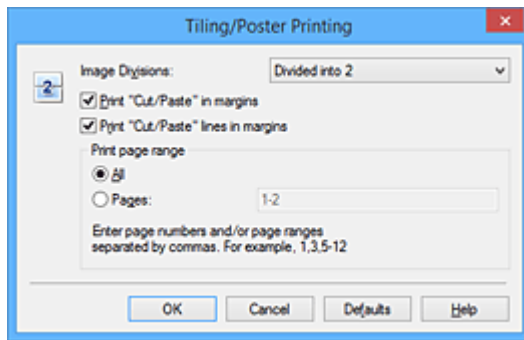 Tiling/Poster Printing
Image Divisions: Divided into 2
2
Print "Cut/Paste" in margins
Print "Cut/Paste" lines in margins
Print page range
All
Pages: 1-2
Enter page numbers and/or page ranges
separated by commas. For example, 1,3,5-12
OK Cancel Defaults Help